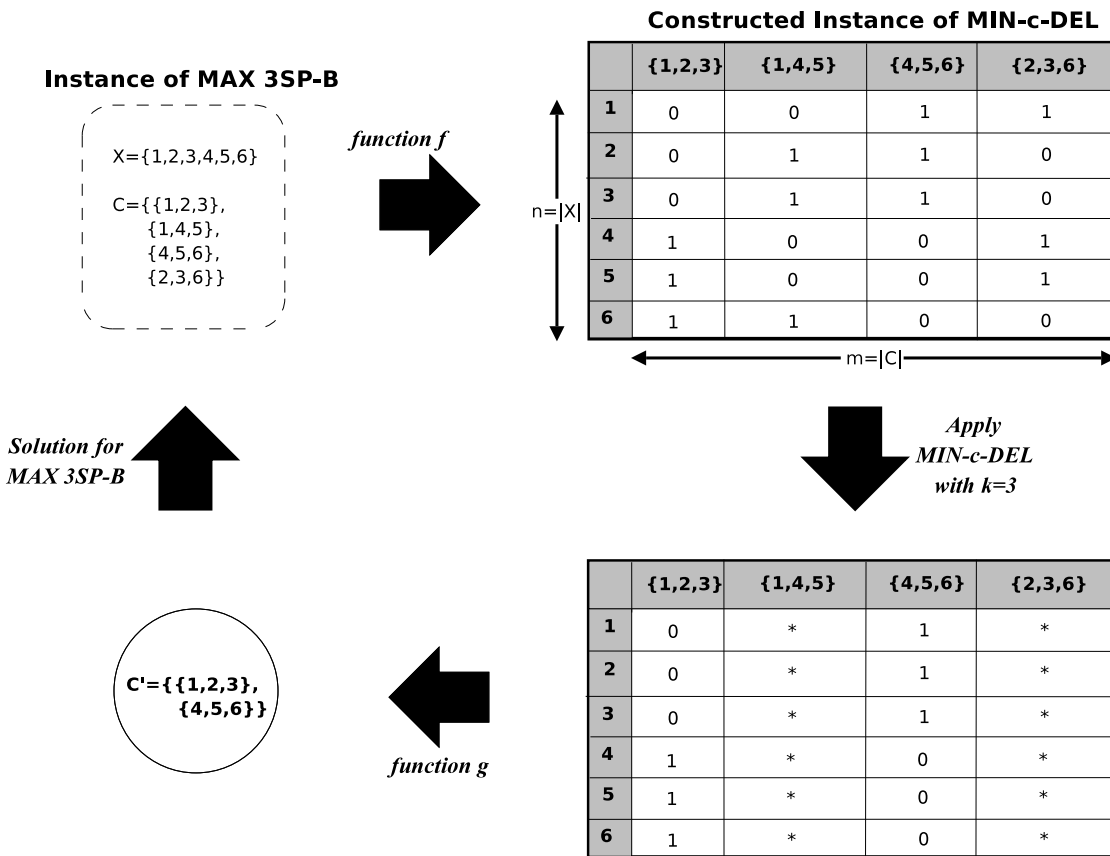 Constructed Instance of MIN-c-DEL
Instance of MAX 3SP-B
X={1,2,3,4,5,6}
C={{1,2,3},
{1,4,5},
{4,5,6},
{2,3,6}}
function f
{1,2,3} {1,4,5} {4,5,6} {2,3,6}
1 0 0 1 1
2 0 1 1 0
3 0 1 1 0
4 1 0 0 1
5 1 0 0 1
6 1 1 0 0
n=|X|
m=|C|
Apply
MIN-c-DEL
with k=3
{1,2,3} {1,4,5} {4,5,6} {2,3,6}
1 0 * 1 *
2 0 * 1 *
3 0 * 1 *
4 1 * 0 *
5 1 * 0 *
6 1 * 0 *
function g
C'={{1,2,3},
{4,5,6}}
Solution for
MAX 3SP-B